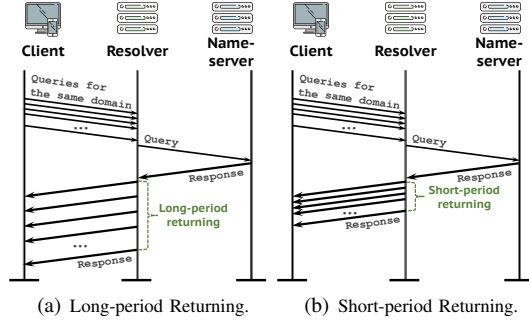 Client
Resolver
Name-
server
Queries for
the same domain
...
Query
Response
Long-period
returning
...
Response
(a) Long-period Returning.
Client
Resolver
Name-
server
Queries for
the same domain
...
Query
Response
Short-period
returning
...
Response
(b) Short-period Returning.